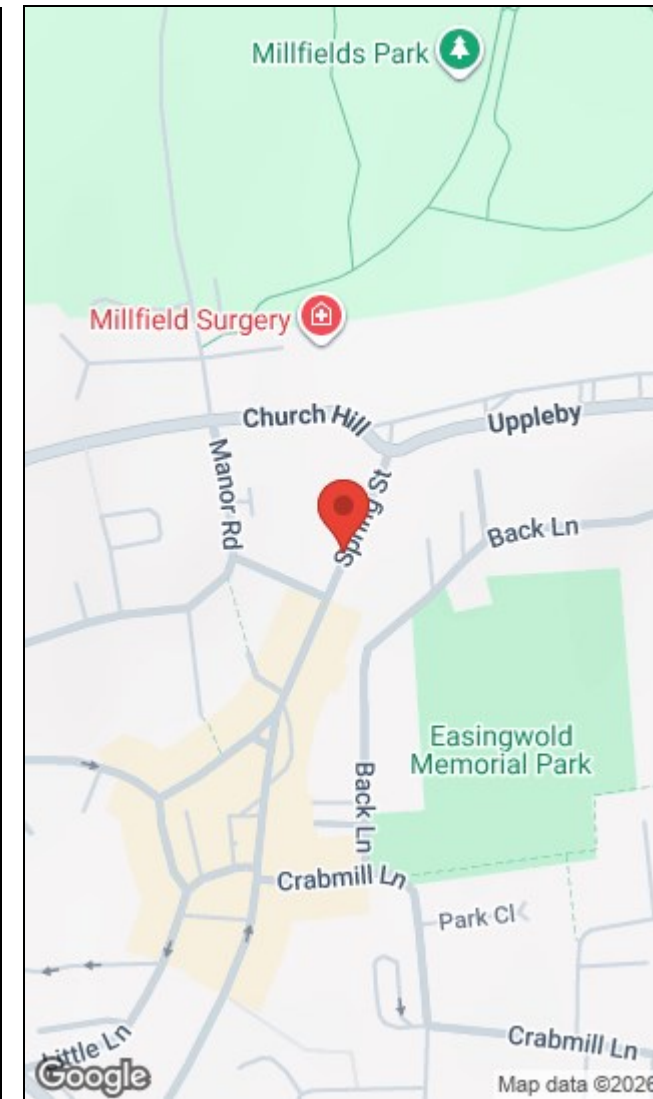 Millfields Park
Millfield Surgery
Church Hill
Uppleby
Manor Rd
Spring St
Back Ln
Easingwold
Memorial Park
Back Ln
Crabmill Ln
Park Cl
Little Ln
Crabmill Ln
Google
Map data ©2026